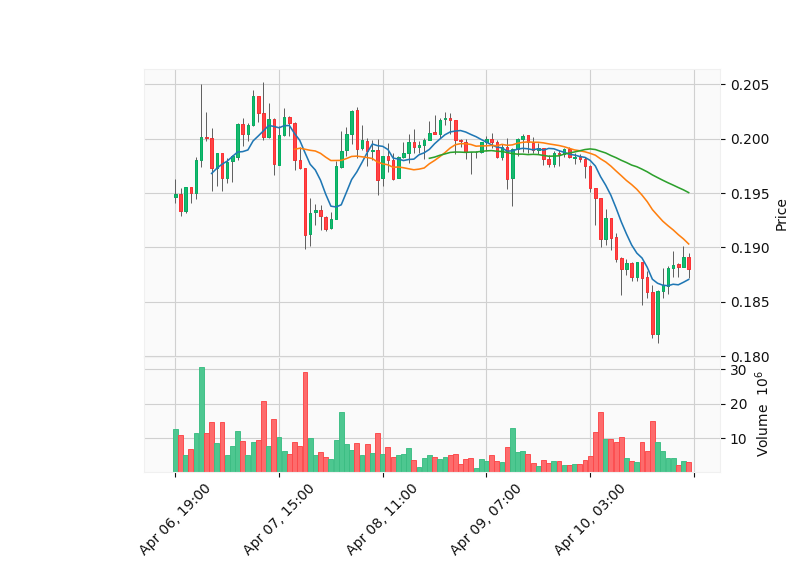 0.205
0.200
0.195
0.190
0.185
0.180
Price
30
20
10
Volume 10^6
Apr 06, 19:00
Apr 07, 15:00
Apr 08, 11:00
Apr 09, 07:00
Apr 10, 03:00